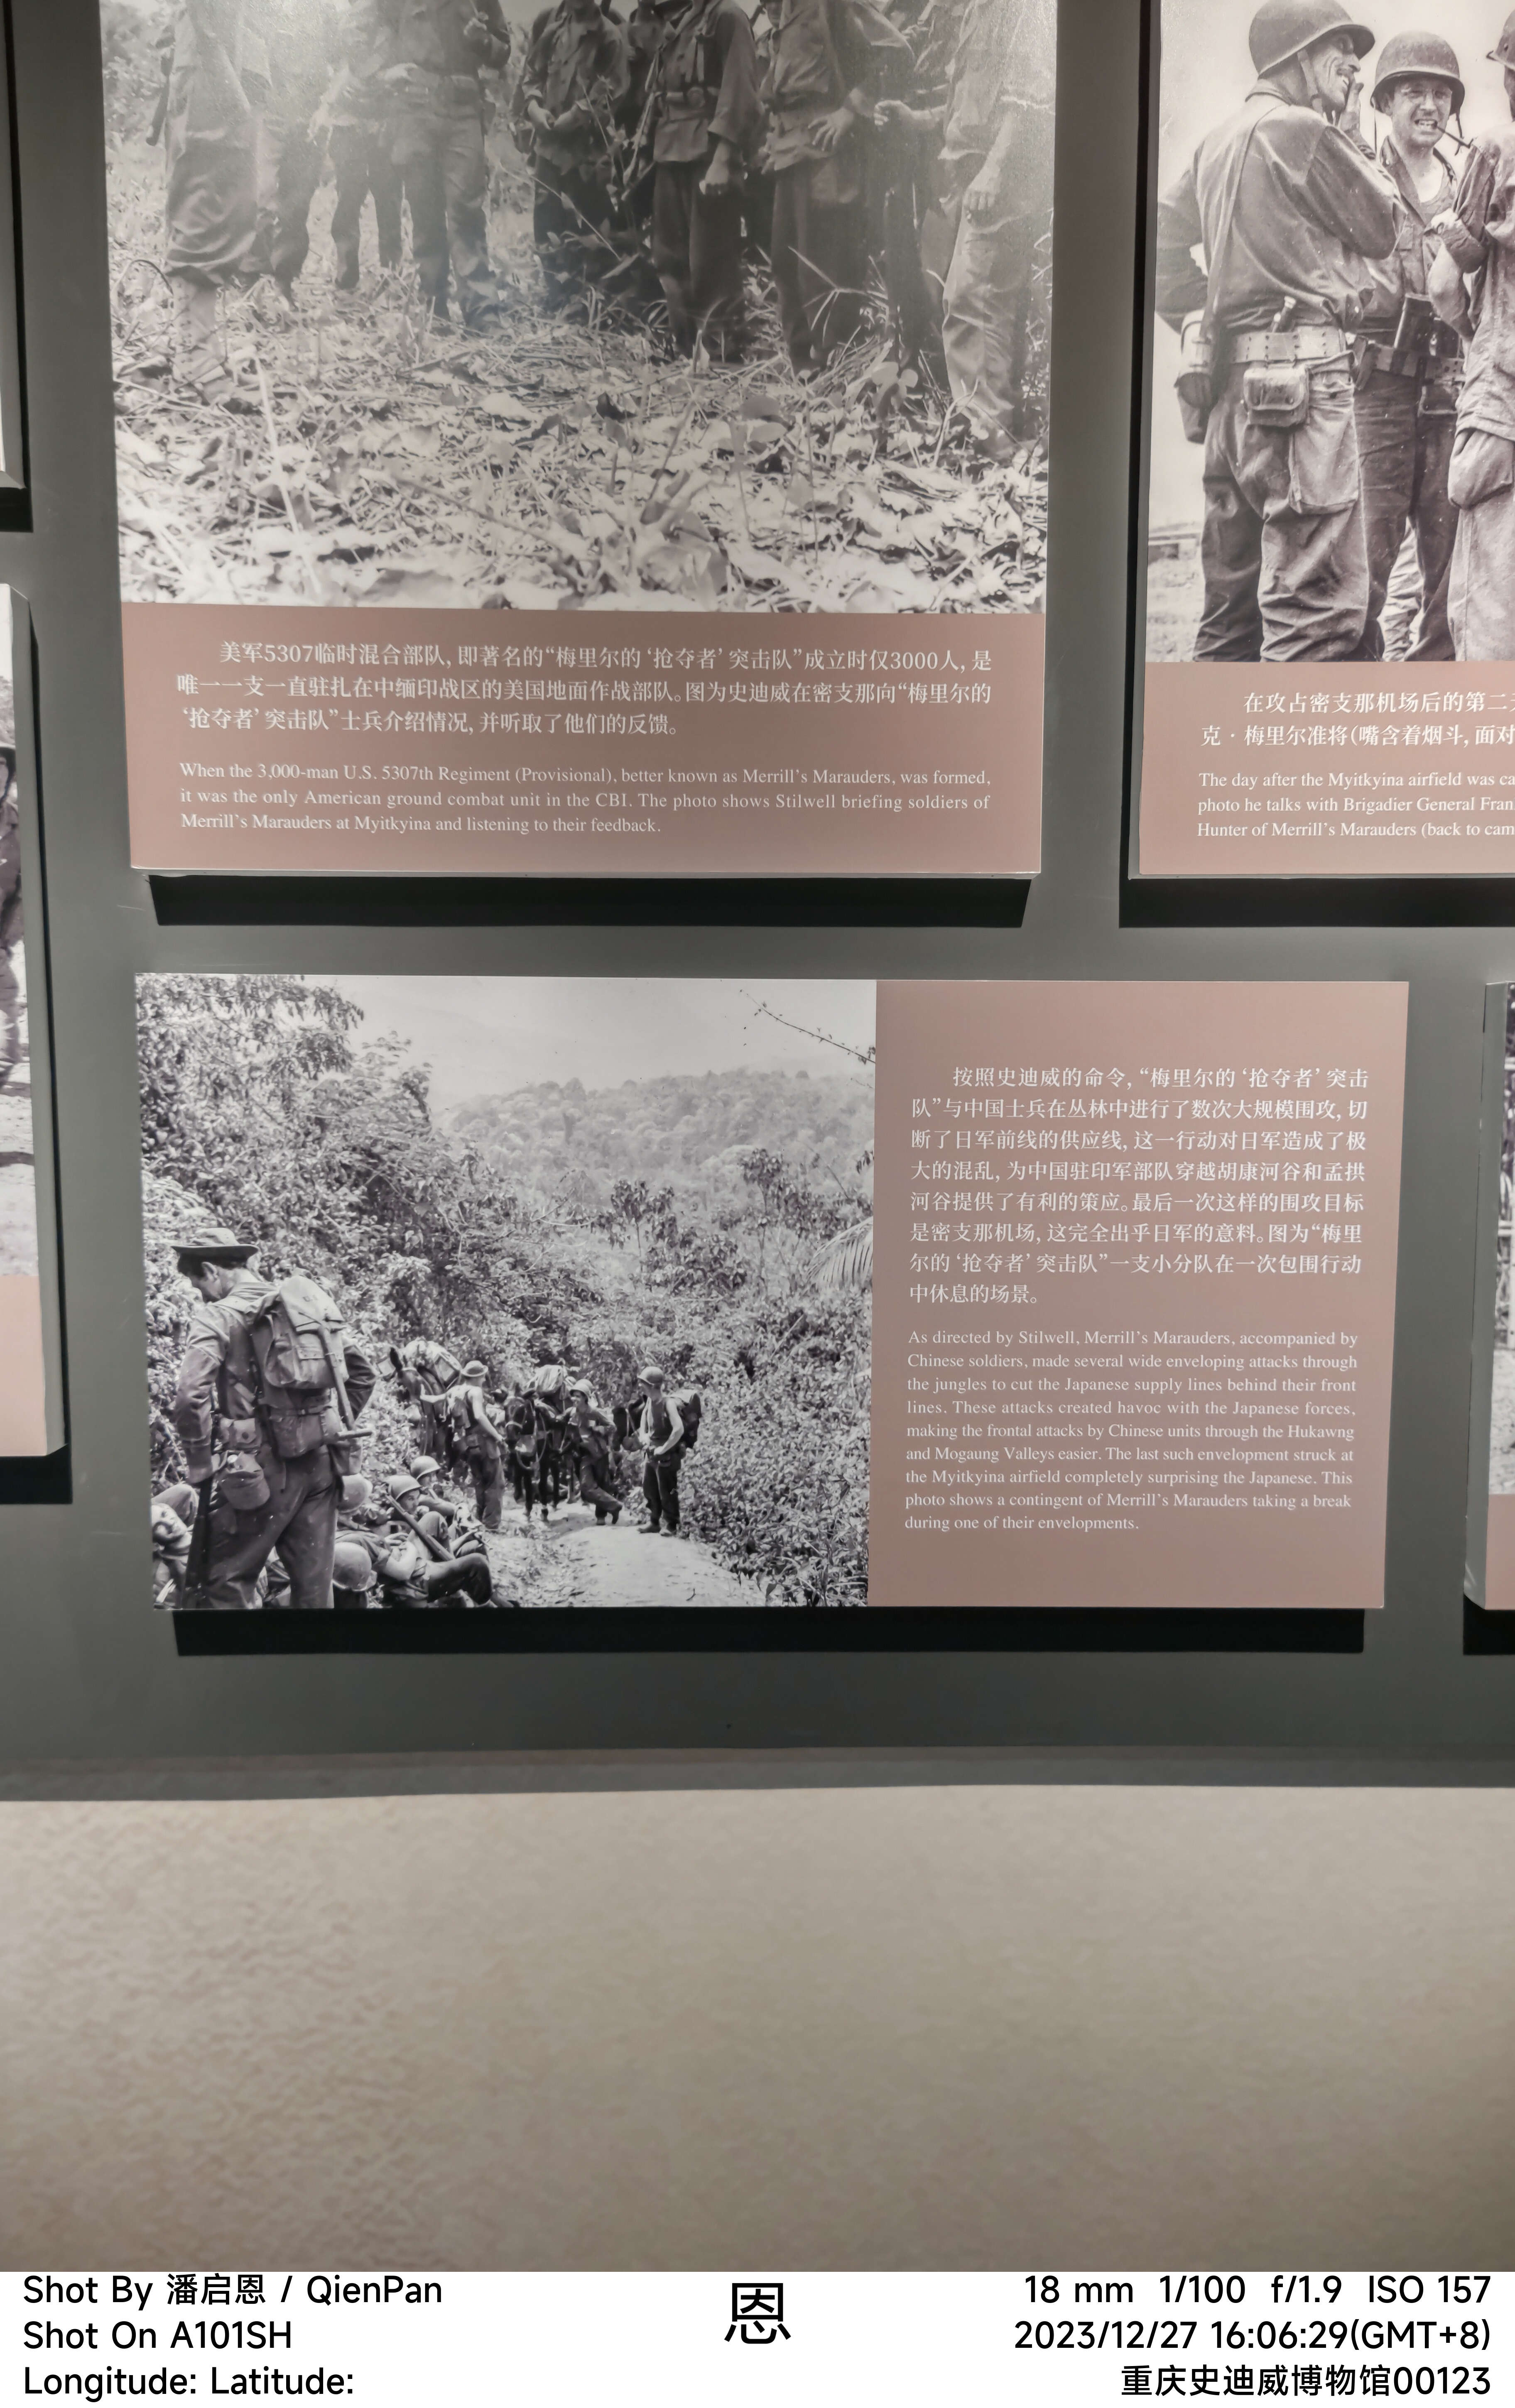 美军5307临时混合部队，即著名的“梅里尔的‘抢夺者’突击队”成立时仅3000人，是
唯一一支一直驻扎在中缅印战区的美国地面作战部队。图为史迪威在密支那向“梅里尔的
‘抢夺者’突击队”士兵介绍情况，并听取了他们的反馈。
When the 3,000-man U.S. 5307th Regiment (Provisional), better known as Merrill's Marauders, was formed,
it was the only American ground combat unit in the CBI. The photo shows Stilwell briefing soldiers of
Merrill's Marauders at Myitkyina and listening to their feedback.
在攻占密支那机场后的第二
克·梅里尔准将（嘴含着烟斗，面对
The day after the Myitkyina airfield was
photo he talks with Brigadier General
Hunter of Merrill's Marauders (back to
按照史迪威的命令，“梅里尔的‘抢夺者’突击
队”与中国士兵在丛林中进行了数次大规模围攻，切
断了日军前线的供应线，这一行动对日军造成了极
大的混乱，为中国驻印军部队穿越胡康河谷和孟拱
河谷提供了有利的策应。最后一次这样的围攻目标
是密支那机场，这完全出乎日军的意料。图为“梅里
尔的‘抢夺者’突击队”一支小分队在一次包围行动
中休息的场景。
As directed by Stilwell, Merrill's Marauders, accompanied by
Chinese soldiers, made several wide enveloping attacks through
the jungles to cut the Japanese supply lines behind their front
lines. These attacks created havoc with the Japanese forces,
making the frontal attacks by Chinese units through the Hukawng
and Mogaung Valleys easier. The last such envelopment struck at
the Myitkyina airfield completely surprising the Japanese. This
photo shows a contingent of Merrill's Marauders taking a break
during one of their envelopments.
Shot By 潘启恩 / QienPan
Shot On A101SH
Longitude: Latitude:
恩
18 mm 1/100 f/1.9 ISO 157
2023/12/27 16:06:29(GMT+8)
重庆史迪威博物馆00123